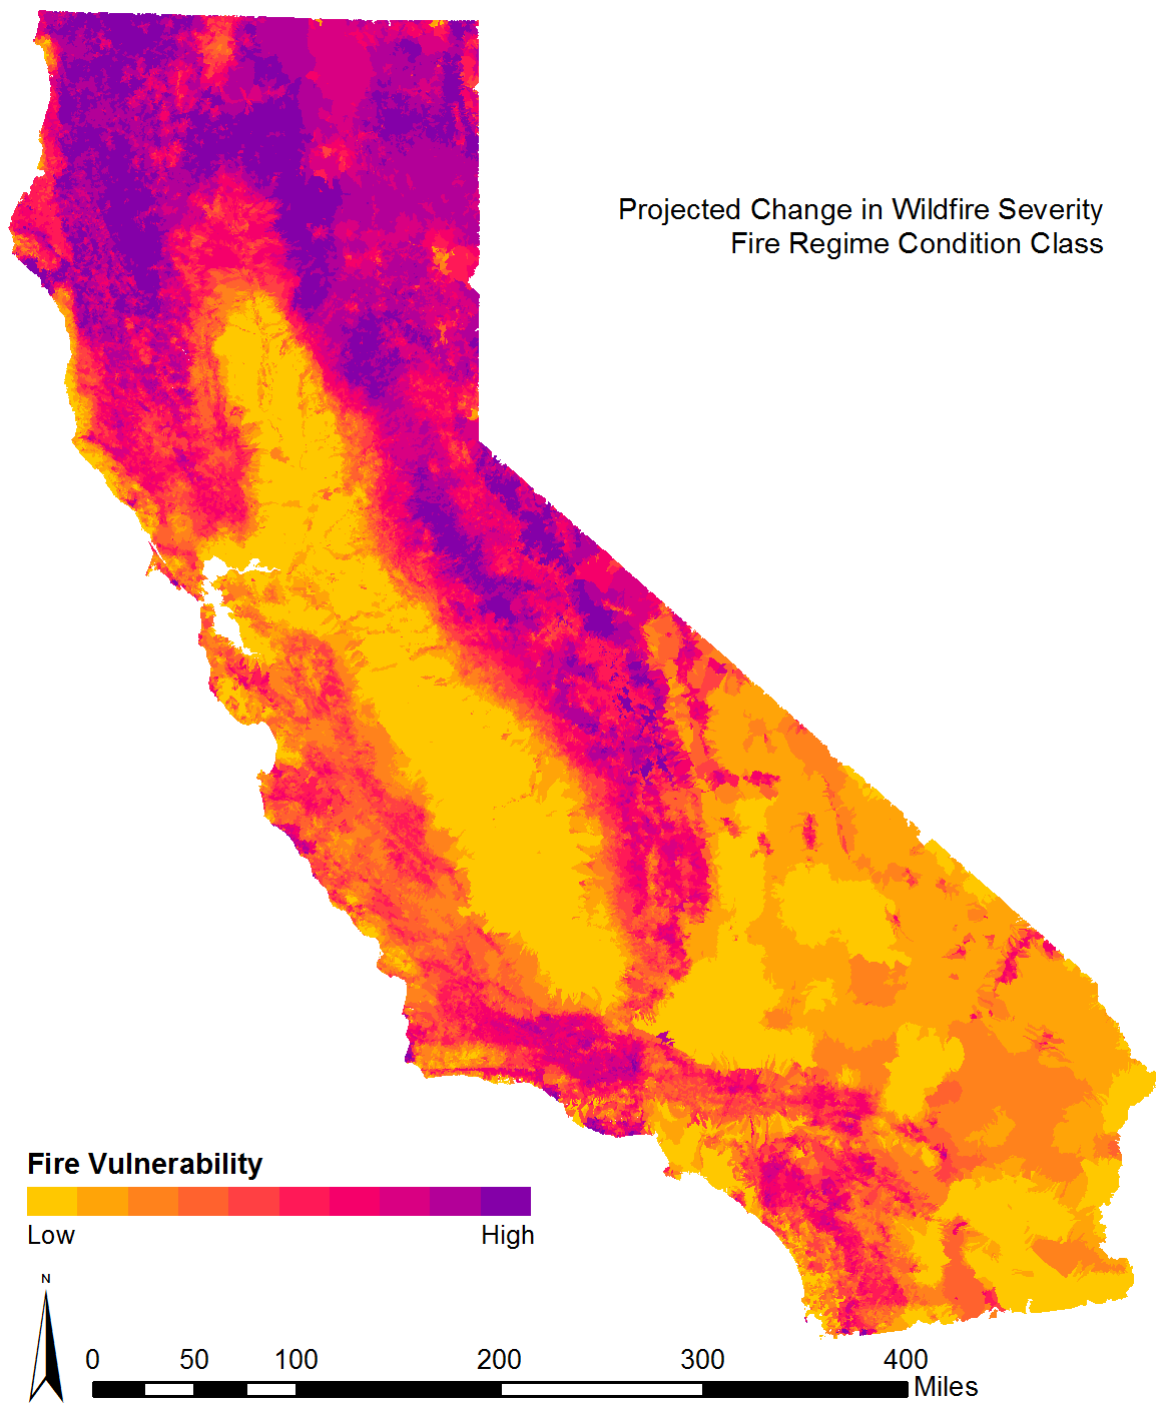 Projected Change in Wildfire Severity
Fire Regime Condition Class
Fire Vulnerability
Low High
N
0 50 100 200 300 400
Miles